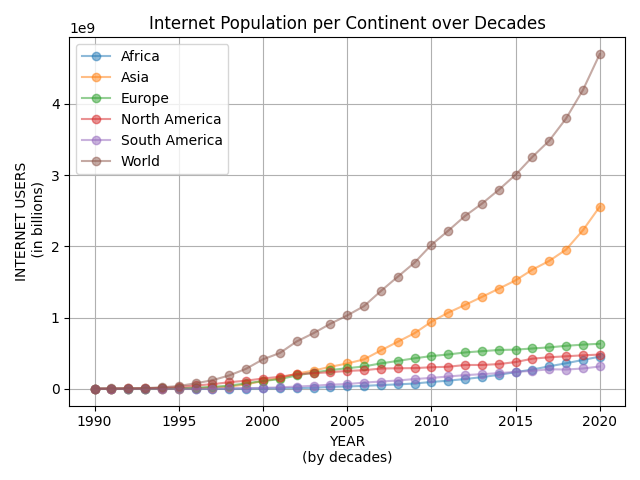 Internet Population per Continent over Decades
1e9
Africa
Asia
Europe
North America
South America
World
4
3
2
1
0
INTERNET USERS
(in billions)
1990 1995 2000 2005 2010 2015 2020
YEAR
(by decades)